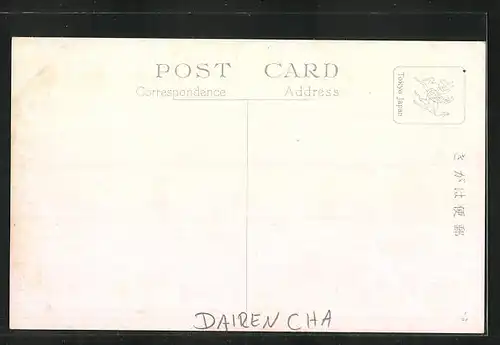 POST CARD
Correspondence Address
Tokyo Japan
きがは便郵
DAIREN CHA